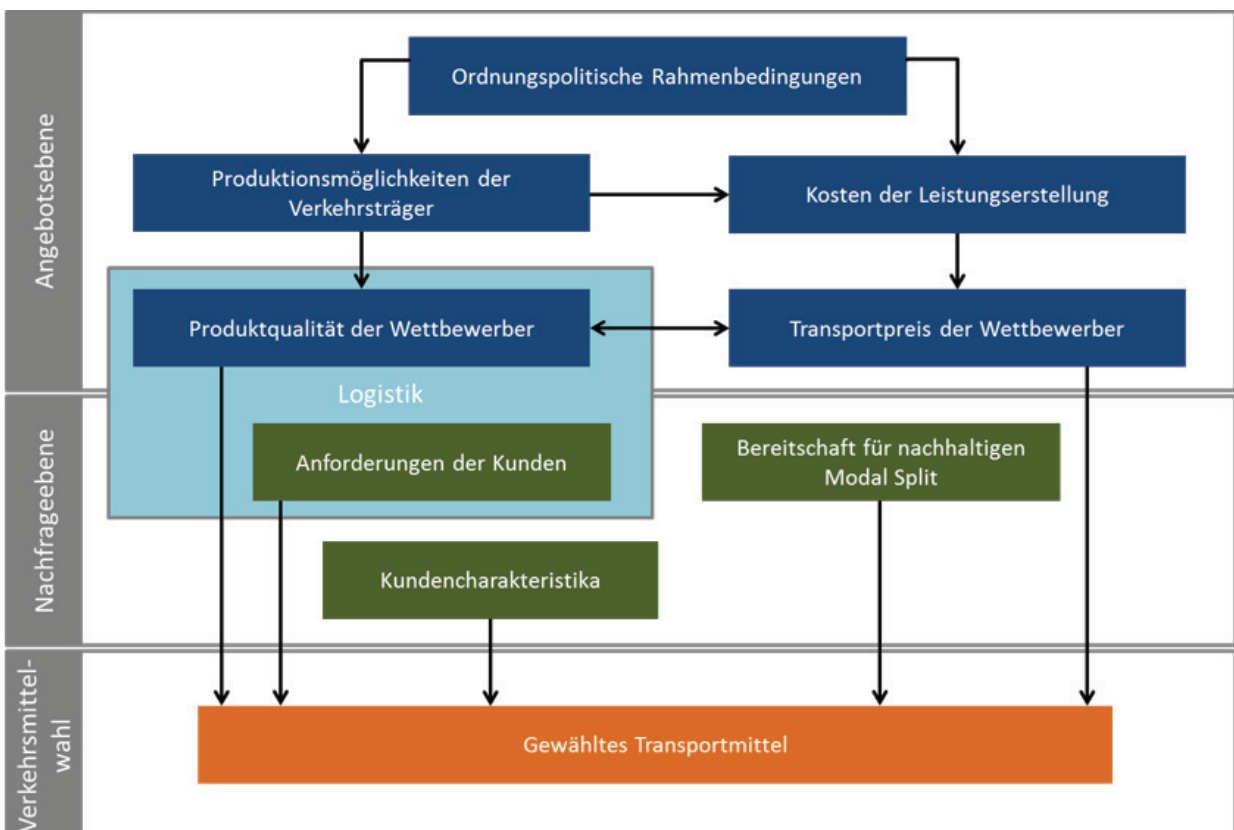 Angebotsebene
Ordnungspolitische Rahmenbedingungen
Produktionsmöglichkeiten der
Verkehrsträger
Kosten der Leistungserstellung
Produktqualität der Wettbewerber
Transportpreis der Wettbewerber
Logistik
Nachfrageebene
Anforderungen der Kunden
Bereitschaft für nachhaltigen
Modal Split
Kundencharakteristika
Verkehrsmittel-
wahl
Gewähltes Transportmittel